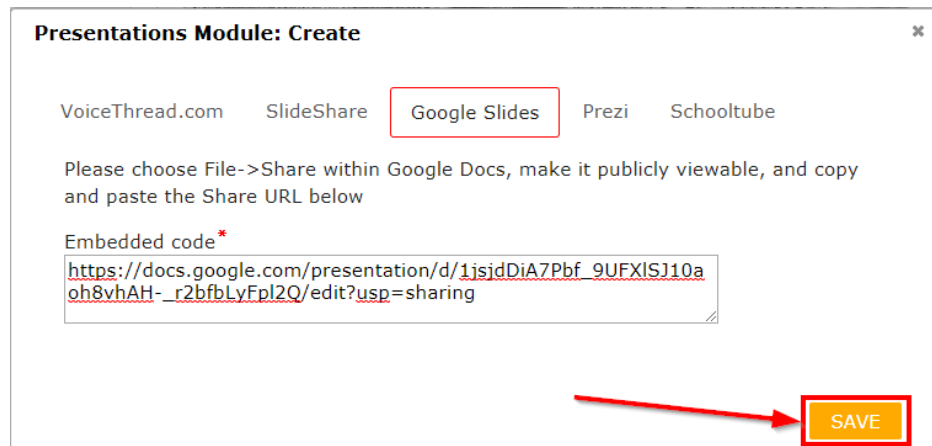 Presentations Module: Create
VoiceThread.com SlideShare Google Slides Prezi Schooltube
Please choose File->Share within Google Docs, make it publicly viewable, and copy
and paste the Share URL below
Embedded code*
https://docs.google.com/presentation/d/1jsjdDiA7Pbf_9UFXlSJ10a
oh8vhAH-_r2bfbLyFpl2Q/edit?usp=sharing
SAVE